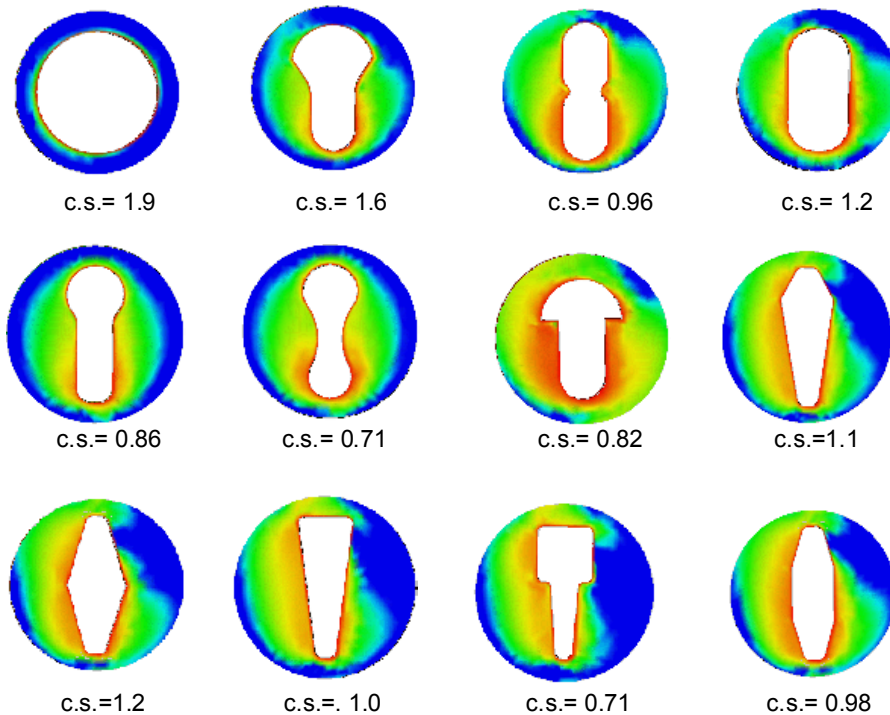 c.s.= 1.9
c.s.= 1.6
c.s.= 0.96
c.s.= 1.2
c.s.= 0.86
c.s.= 0.71
c.s.= 0.82
c.s.=1.1
c.s.=1.2
c.s.=. 1.0
c.s.= 0.71
c.s.= 0.98